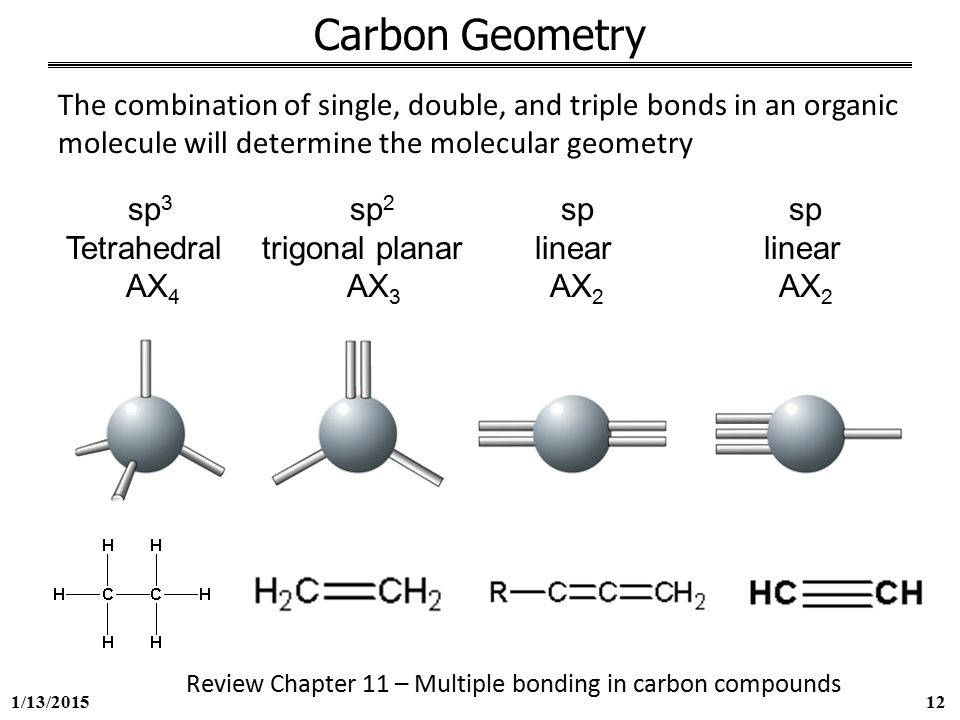 Carbon Geometry
The combination of single, double, and triple bonds in an organic
molecule will determine the molecular geometry
sp³ sp² sp sp
Tetrahedral trigonal planar linear linear
AX₄ AX₃ AX₂ AX₂
H H
H C C H
H H
H₂C=CH₂ R—C=C=CH₂ HC≡CH
Review Chapter 11 – Multiple bonding in carbon compounds
1/13/2015 12